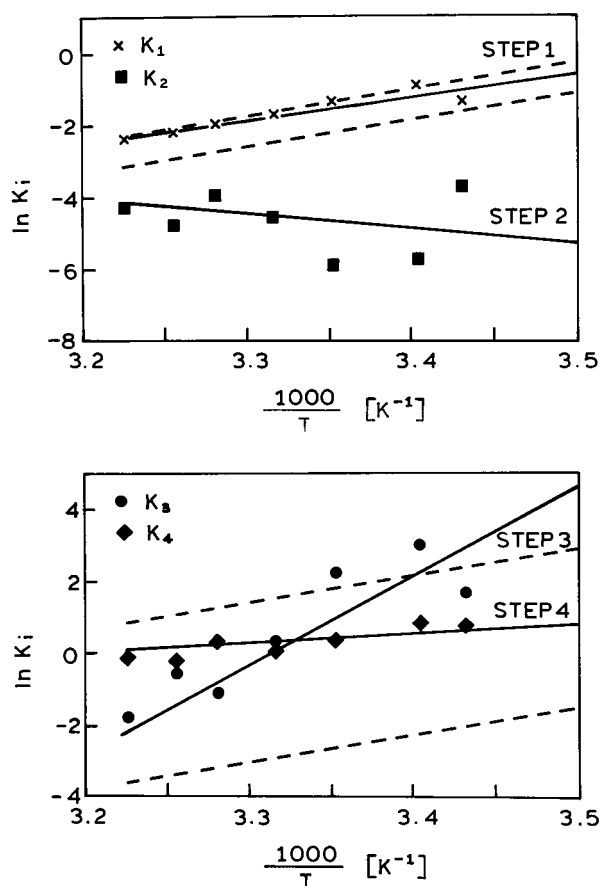 0
-2
-4
-6
-8
ln Ki
× K₁
■ K₂
STEP 1
STEP 2
3.2
3.3
3.4
3.5
1000
T
[K⁻¹]
4
2
0
-2
-4
ln Ki
● K₃
◆ K₄
STEP 3
STEP 4
3.2
3.3
3.4
3.5
1000
T
[K⁻¹]